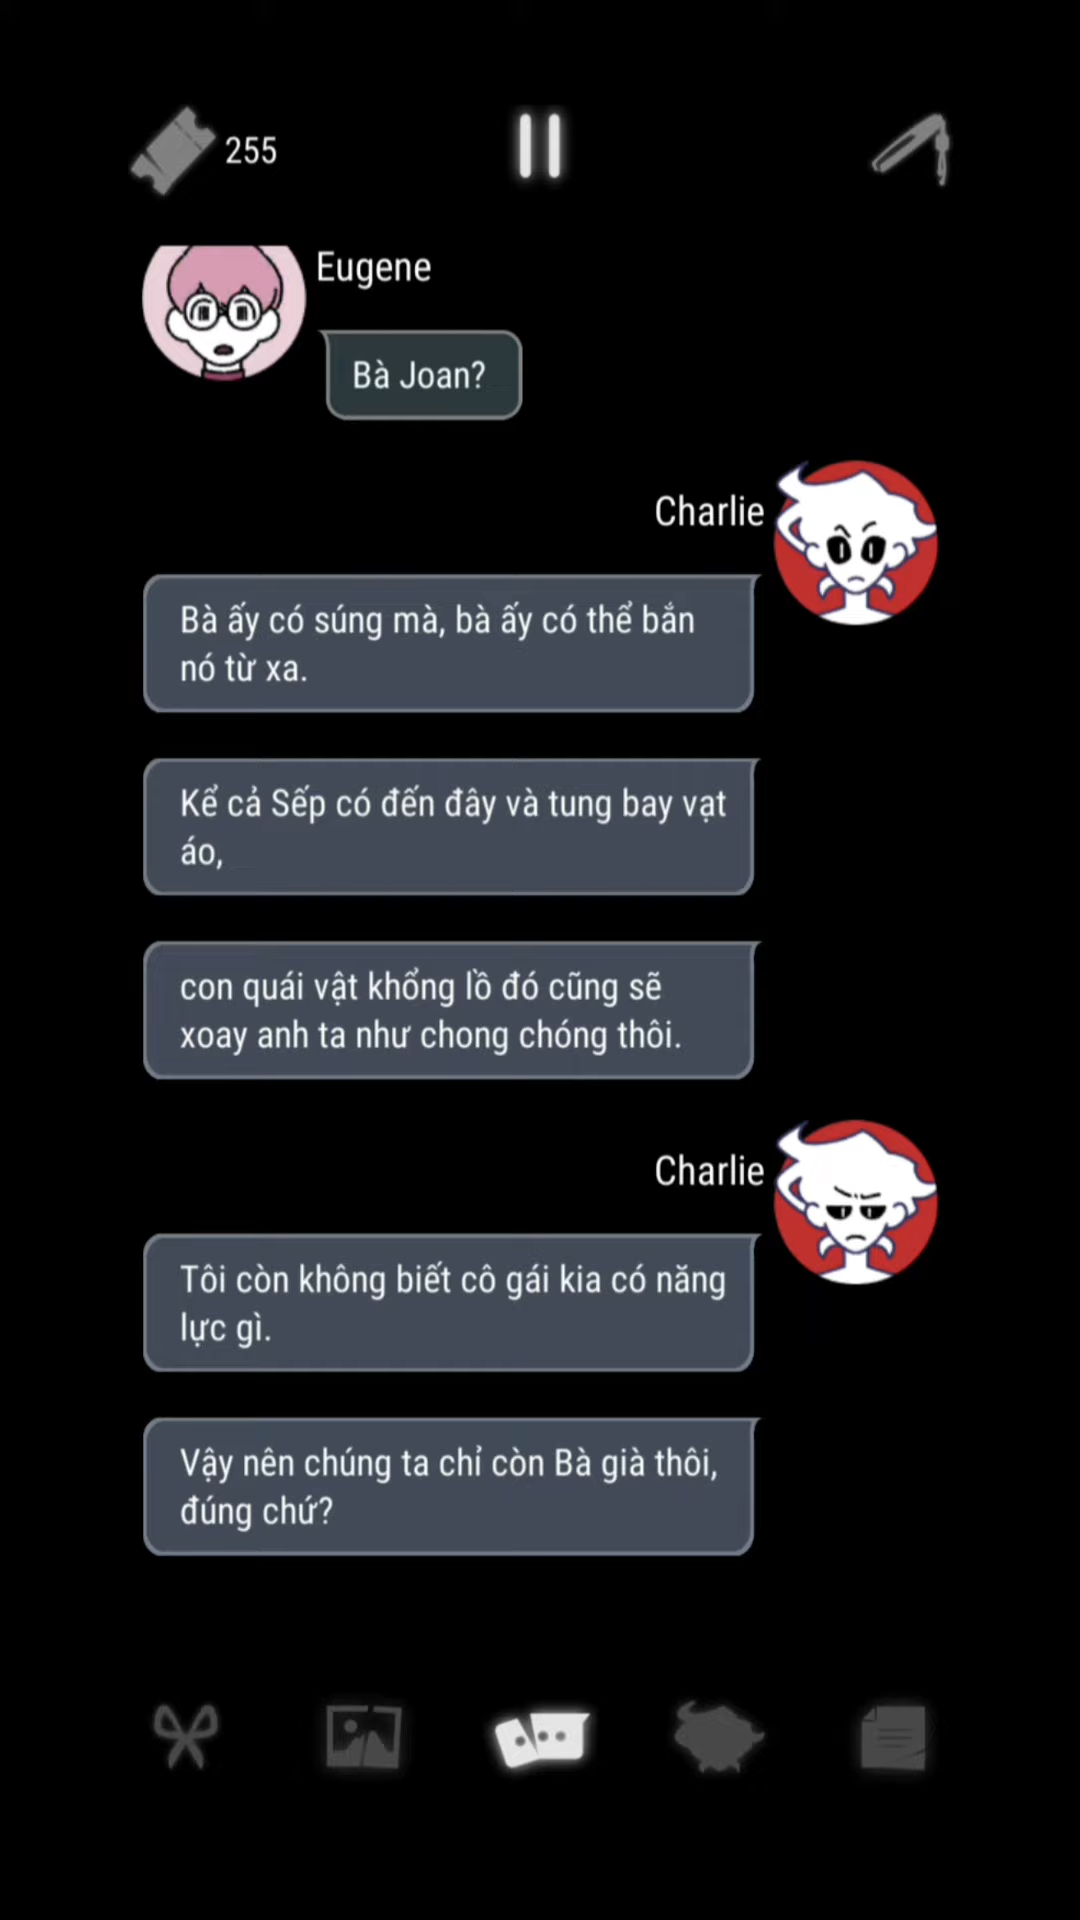 255
Eugene
Bà Joan?
Charlie
Bà ấy có súng mà, bà ấy có thể bắn
nó từ xa.
Kể cả Sếp có đến đây và tung bay vạt
áo,
con quái vật khổng lồ đó cũng sẽ
xoay anh ta như chong chóng thôi.
Charlie
Tôi còn không biết cô gái kia có năng
lực gì.
Vậy nên chúng ta chỉ còn Bà già thôi,
đúng chứ?